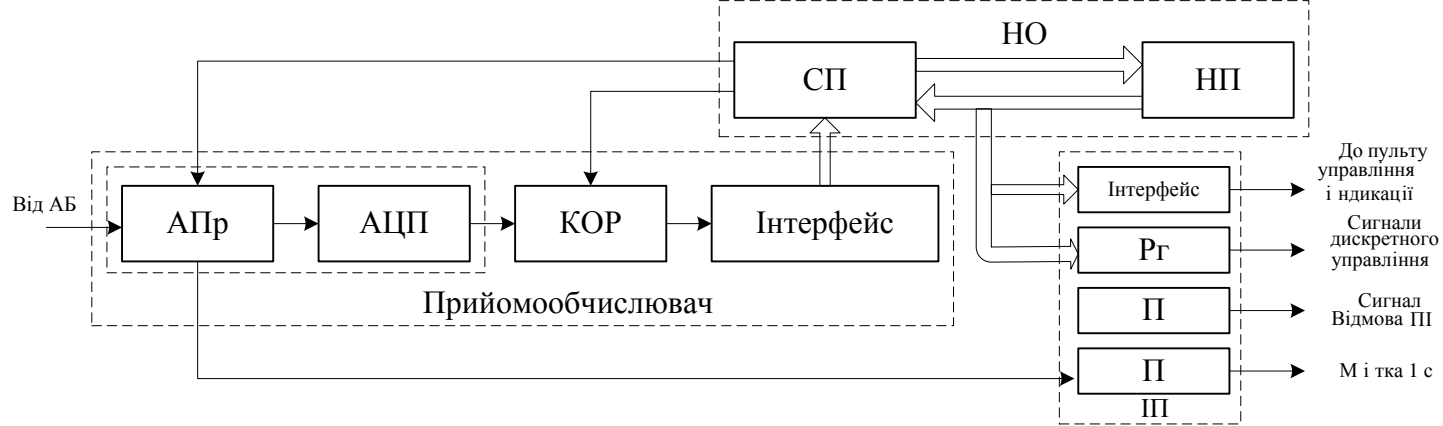 НО
СП
НП
До пульту
управління
і ндикації
Від АБ
АПр
АЦП
КОР
Інтерфейс
Інтерфейс
Сигнали
дискретного
управління
Рг
Прийомообчислювач
П
Сигнал
Відмова ПІ
П
М і тка 1 с
ІП